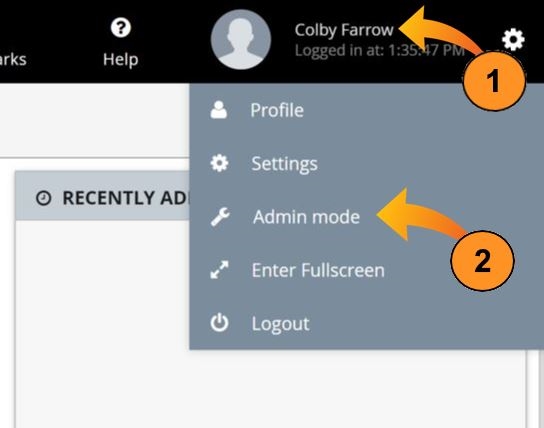 arks
Help
Colby Farrow
Logged in at: 1:35:47 PM
1
Profile
Settings
RECENTLY AD
Admin mode
2
Enter Fullscreen
Logout